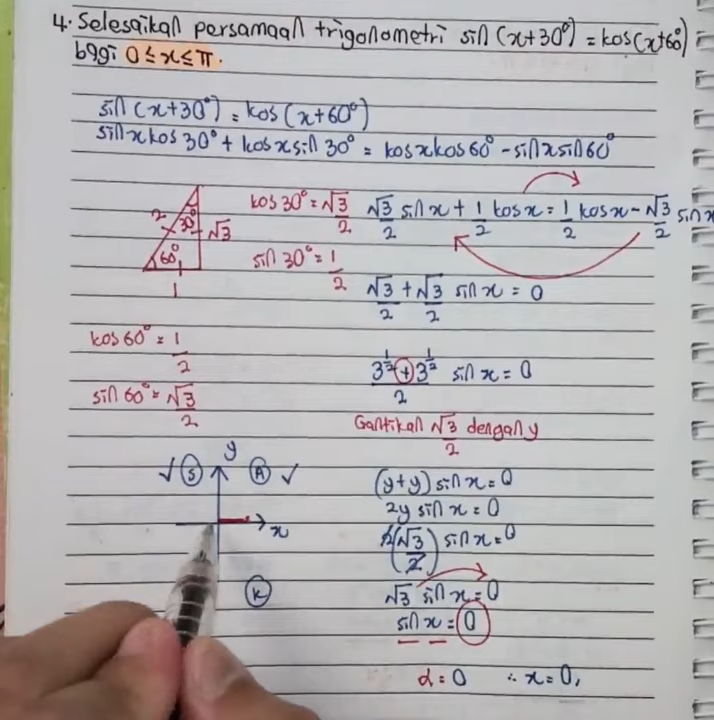 4. Selesaikan persamaan trigonometri sin (x+30°) = kos(x+60°)
bagi 0 ≤ x ≤ π.
sin (x+30°) = kos (x+60°)
sin x kos 30° + kos x sin 30° = kos x kos 60° - sin x sin 60°
2 30° √3 60° 1
kos 30° = √3/2
sin 30° = 1/2
kos 60° = 1/2
sin 60° = √3/2
√3/2 sin x + 1/2 kos x = 1/2 kos x - √3/2 sin x
√3/2 + √3/2 sin x = 0
3^½ + 3^½ / 2 sin x = 0
Gantikan √3/2 dengan y
(y+y) sin x = 0
2y sin x = 0
2(√3/2) sin x = 0
√3 sin x = 0
sin x = 0
α = 0 ∴ x = 0,
y
√ S A √
x
K